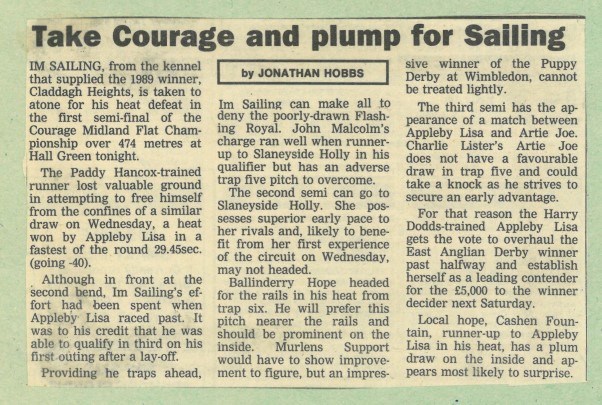 Take Courage and plump for Sailing
IM SAILING, from the kennel
that supplied the 1989 winner,
Claddagh Heights, is taken to
atone for his heat defeat in
the first semi-final of the
Courage Midland Flat Cham-
pionship over 474 metres at
Hall Green tonight.
The Paddy Hancox-trained
runner lost valuable ground
in attempting to free himself
from the confines of a similar
draw on Wednesday, a heat
won by Appleby Lisa in a
fastest of the round 29.45sec.
(going -40).
Although in front at the
second bend, Im Sailing's ef-
fort had been spent when
Appleby Lisa raced past. It
was to his credit that he was
able to qualify in third on his
first outing after a lay-off.
Providing he traps ahead,
by JONATHAN HOBBS
Im Sailing can make all to
deny the poorly-drawn Flash-
ing Royal. John Malcolm's
charge ran well when runner-
up to Slaneyside Holly in his
qualifier but has an adverse
trap five pitch to overcome.
The second semi can go to
Slaneyside Holly. She pos-
sesses superior early pace to
her rivals and, likely to bene-
fit from her first experience
of the circuit on Wednesday,
may not headed.
Ballinderry Hope headed
for the rails in his heat from
trap six. He will prefer this
pitch nearer the rails and
should be prominent on the
inside. Murlens Support
would have to show improve-
ment to figure, but an impres-
sive winner of the Puppy
Derby at Wimbledon, cannot
be treated lightly.
The third semi has the ap-
pearance of a match between
Appleby Lisa and Artie Joe.
Charlie Lister's Artie Joe
does not have a favourable
draw in trap five and could
take a knock as he strives to
secure an early advantage.
For that reason the Harry
Dodds-trained Appleby Lisa
gets the vote to overhaul the
East Anglian Derby winner
past halfway and establish
herself as a leading contender
for the £5,000 to the winner
decider next Saturday.
Local hope, Cashen Foun-
tain, runner-up to Appleby
Lisa in his heat, has a plum
draw on the inside and ap-
pears most likely to surprise.